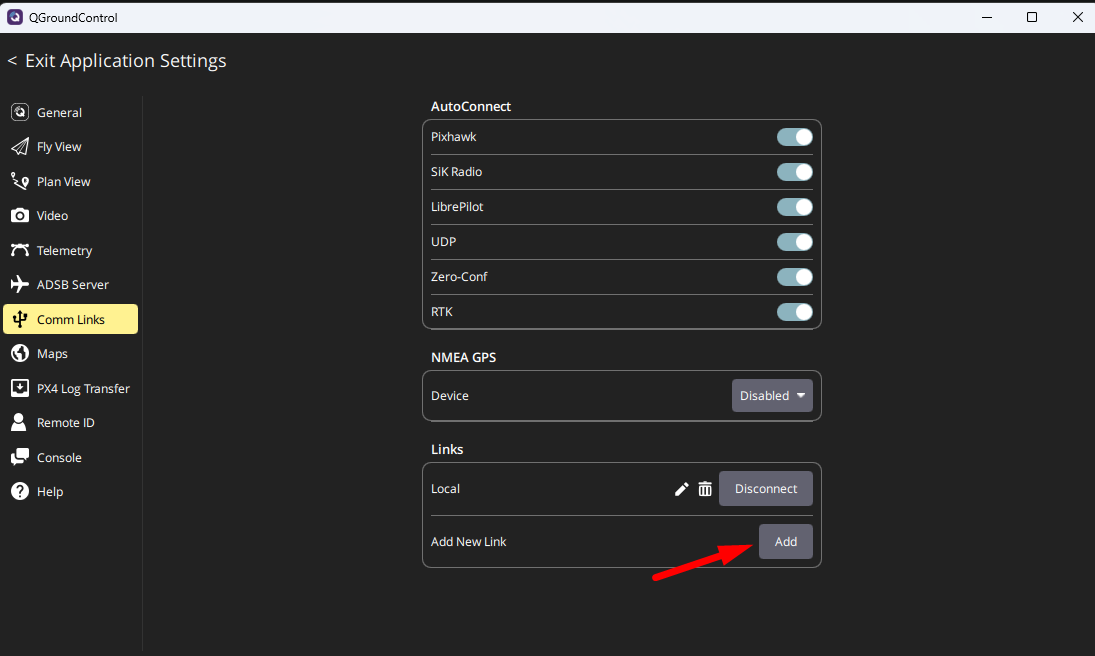 QGroundControl
< Exit Application Settings
General
Fly View
Plan View
Video
Telemetry
ADSB Server
Comm Links
Maps
PX4 Log Transfer
Remote ID
Console
Help
AutoConnect
Pixhawk
SiK Radio
LibrePilot
UDP
Zero-Conf
RTK
NMEA GPS
Device Disabled
Links
Local Disconnect
Add New Link Add